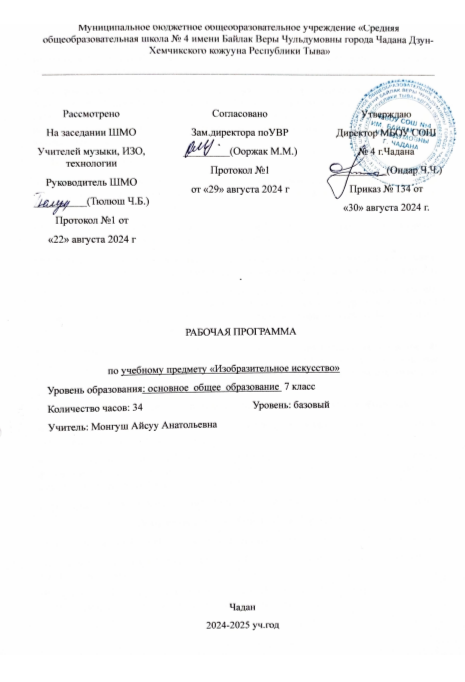 Муниципальное бюджетное общеобразовательное учреждение «Средняя
общеобразовательная школа № 4 имени Байлак Веры Чульдумовны города Чадана Дзун-
Хемчикского кожууна Республики Тыва»
Рассмотрено
На заседании ШМО
Учителей музыки, ИЗО,
технологии
Руководитель ШМО
(Тюлюш Ч.Б.)
Протокол №1 от
«22» августа 2024 г
Согласовано
Зам.директора поУВР
(Ооржак М.М.)
Протокол №1
от «29» августа 2024 г
Утверждаю
Директор МБОУ СОШ
№ 4 г.Чадана
(Ондар Ч.Ч.)
Приказ № 134 от
«30» августа 2024 г.
РАБОЧАЯ ПРОГРАММА
по учебному предмету «Изобразительное искусство»
Уровень образования: основное общее образование 7 класс
Количество часов: 34 Уровень: базовый
Учитель: Монгуш Айсуу Анатольевна
Чадан
2024-2025 уч.год